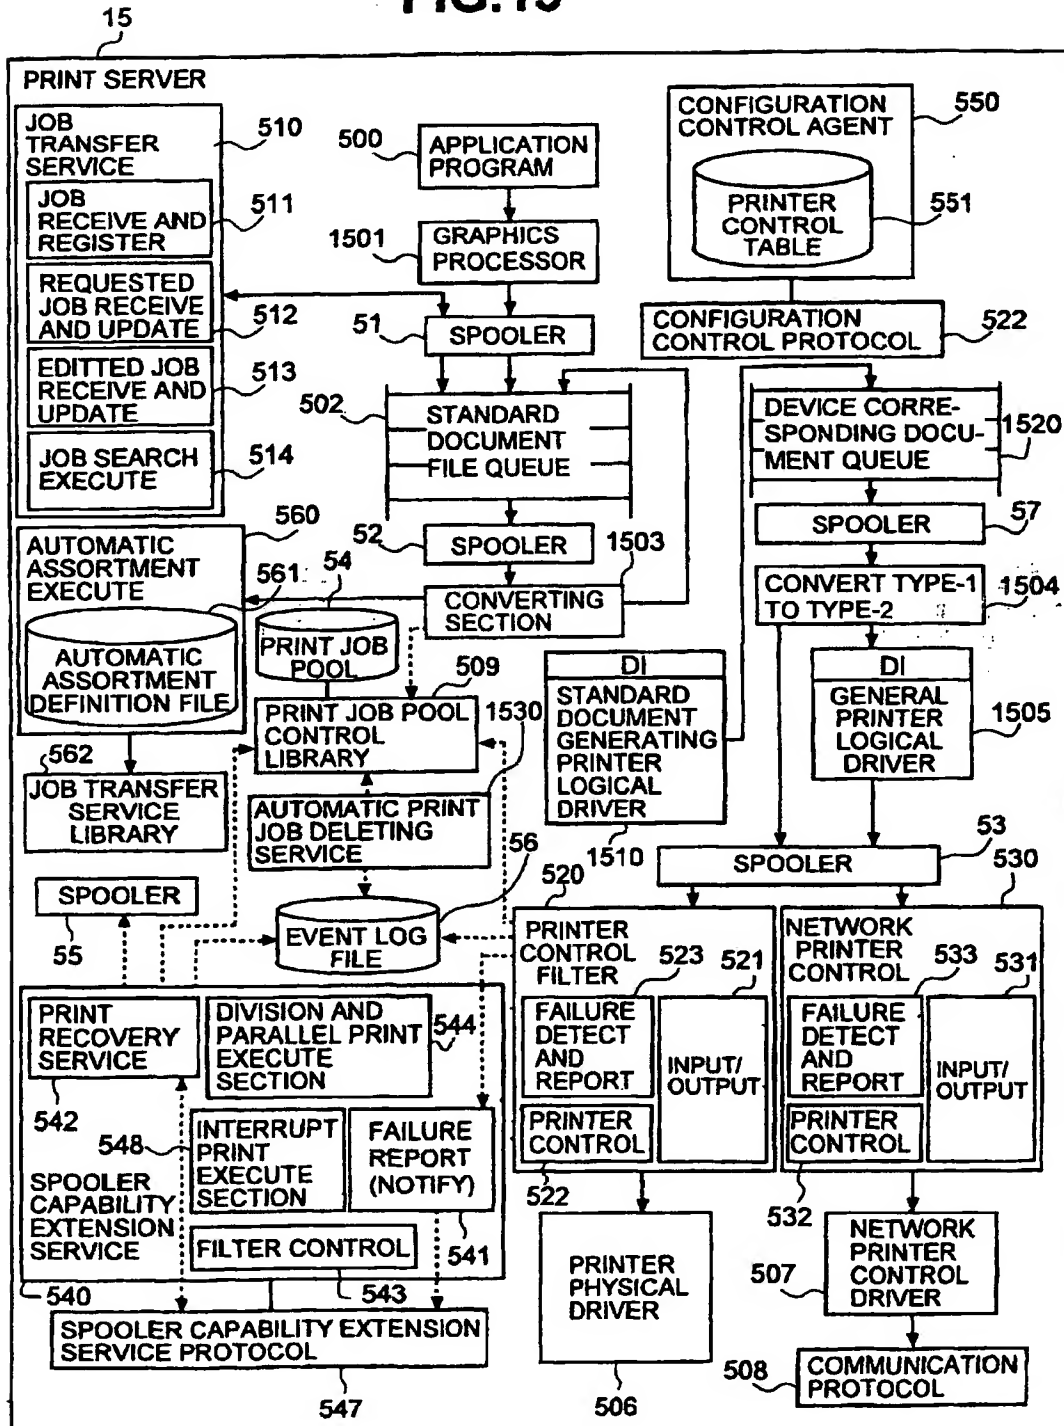 FIG.15
15
PRINT SERVER
JOB
TRANSFER
SERVICE
510
JOB
RECEIVE AND
REGISTER
511
REQUESTED
JOB RECEIVE
AND UPDATE
512
EDITTED JOB
RECEIVE AND
UPDATE
513
JOB SEARCH
EXECUTE
514
500
APPLICATION
PROGRAM
1501
GRAPHICS
PROCESSOR
51
SPOOLER
502
STANDARD
DOCUMENT
FILE QUEUE
52
SPOOLER
1503
CONVERTING
SECTION
CONFIGURATION
CONTROL AGENT
550
PRINTER
CONTROL
TABLE
551
CONFIGURATION
CONTROL PROTOCOL
522
DEVICE CORRE-
SPONDING DOCU-
MENT QUEUE
1520
SPOOLER
57
CONVERT TYPE-1
TO TYPE-2
1504
DI
GENERAL
PRINTER
LOGICAL
DRIVER
1505
DI
STANDARD
DOCUMENT
GENERATING
PRINTER
LOGICAL
DRIVER
1510
560
AUTOMATIC
ASSORTMENT
EXECUTE
561
AUTOMATIC
ASSORTMENT
DEFINITION FILE
562
JOB TRANSFER
SERVICE
LIBRARY
54
PRINT JOB
POOL
509
PRINT JOB POOL
CONTROL
LIBRARY
1530
AUTOMATIC PRINT
JOB DELETING
SERVICE
56
EVENT LOG
FILE
SPOOLER
55
SPOOLER
53
520
PRINTER
CONTROL
FILTER
523
521
FAILURE
DETECT
AND
REPORT
INPUT/
OUTPUT
PRINTER
CONTROL
522
530
NETWORK
PRINTER
CONTROL
533
531
FAILURE
DETECT
AND
REPORT
INPUT/
OUTPUT
PRINTER
CONTROL
532
PRINT
RECOVERY
SERVICE
542
DIVISION AND
PARALLEL PRINT
EXECUTE
SECTION
544
548
INTERRUPT
PRINT
EXECUTE
SECTION
FAILURE
REPORT
(NOTIFY)
541
SPOOLER
CAPABILITY
EXTENSION
SERVICE
FILTER CONTROL
540
543
SPOOLER CAPABILITY EXTENSION
SERVICE PROTOCOL
547
PRINTER
PHYSICAL
DRIVER
506
507
NETWORK
PRINTER
CONTROL
DRIVER
508
COMMUNICATION
PROTOCOL